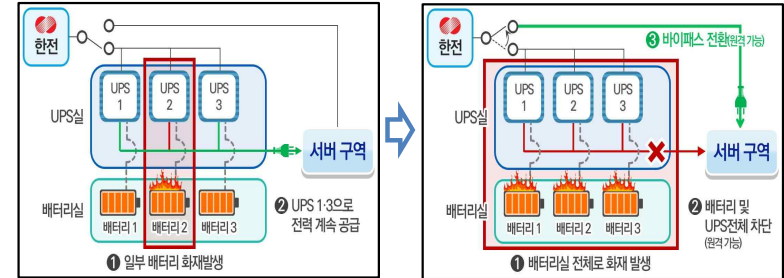 한전
UPS
1
UPS
2
UPS
3
UPS실
서버 구역
배터리실
배터리 1
배터리 2
배터리 3
❷ UPS 1·3으로
전력 계속 공급
❶ 일부 배터리 화재발생
한전
❸ 바이패스 전환(원격 가능)
UPS
1
UPS
2
UPS
3
UPS실
서버 구역
배터리실
배터리 1
배터리 2
배터리 3
❷ 배터리 및
UPS전체 차단
(원격 가능)
❶ 배터리실 전체로 화재 발생